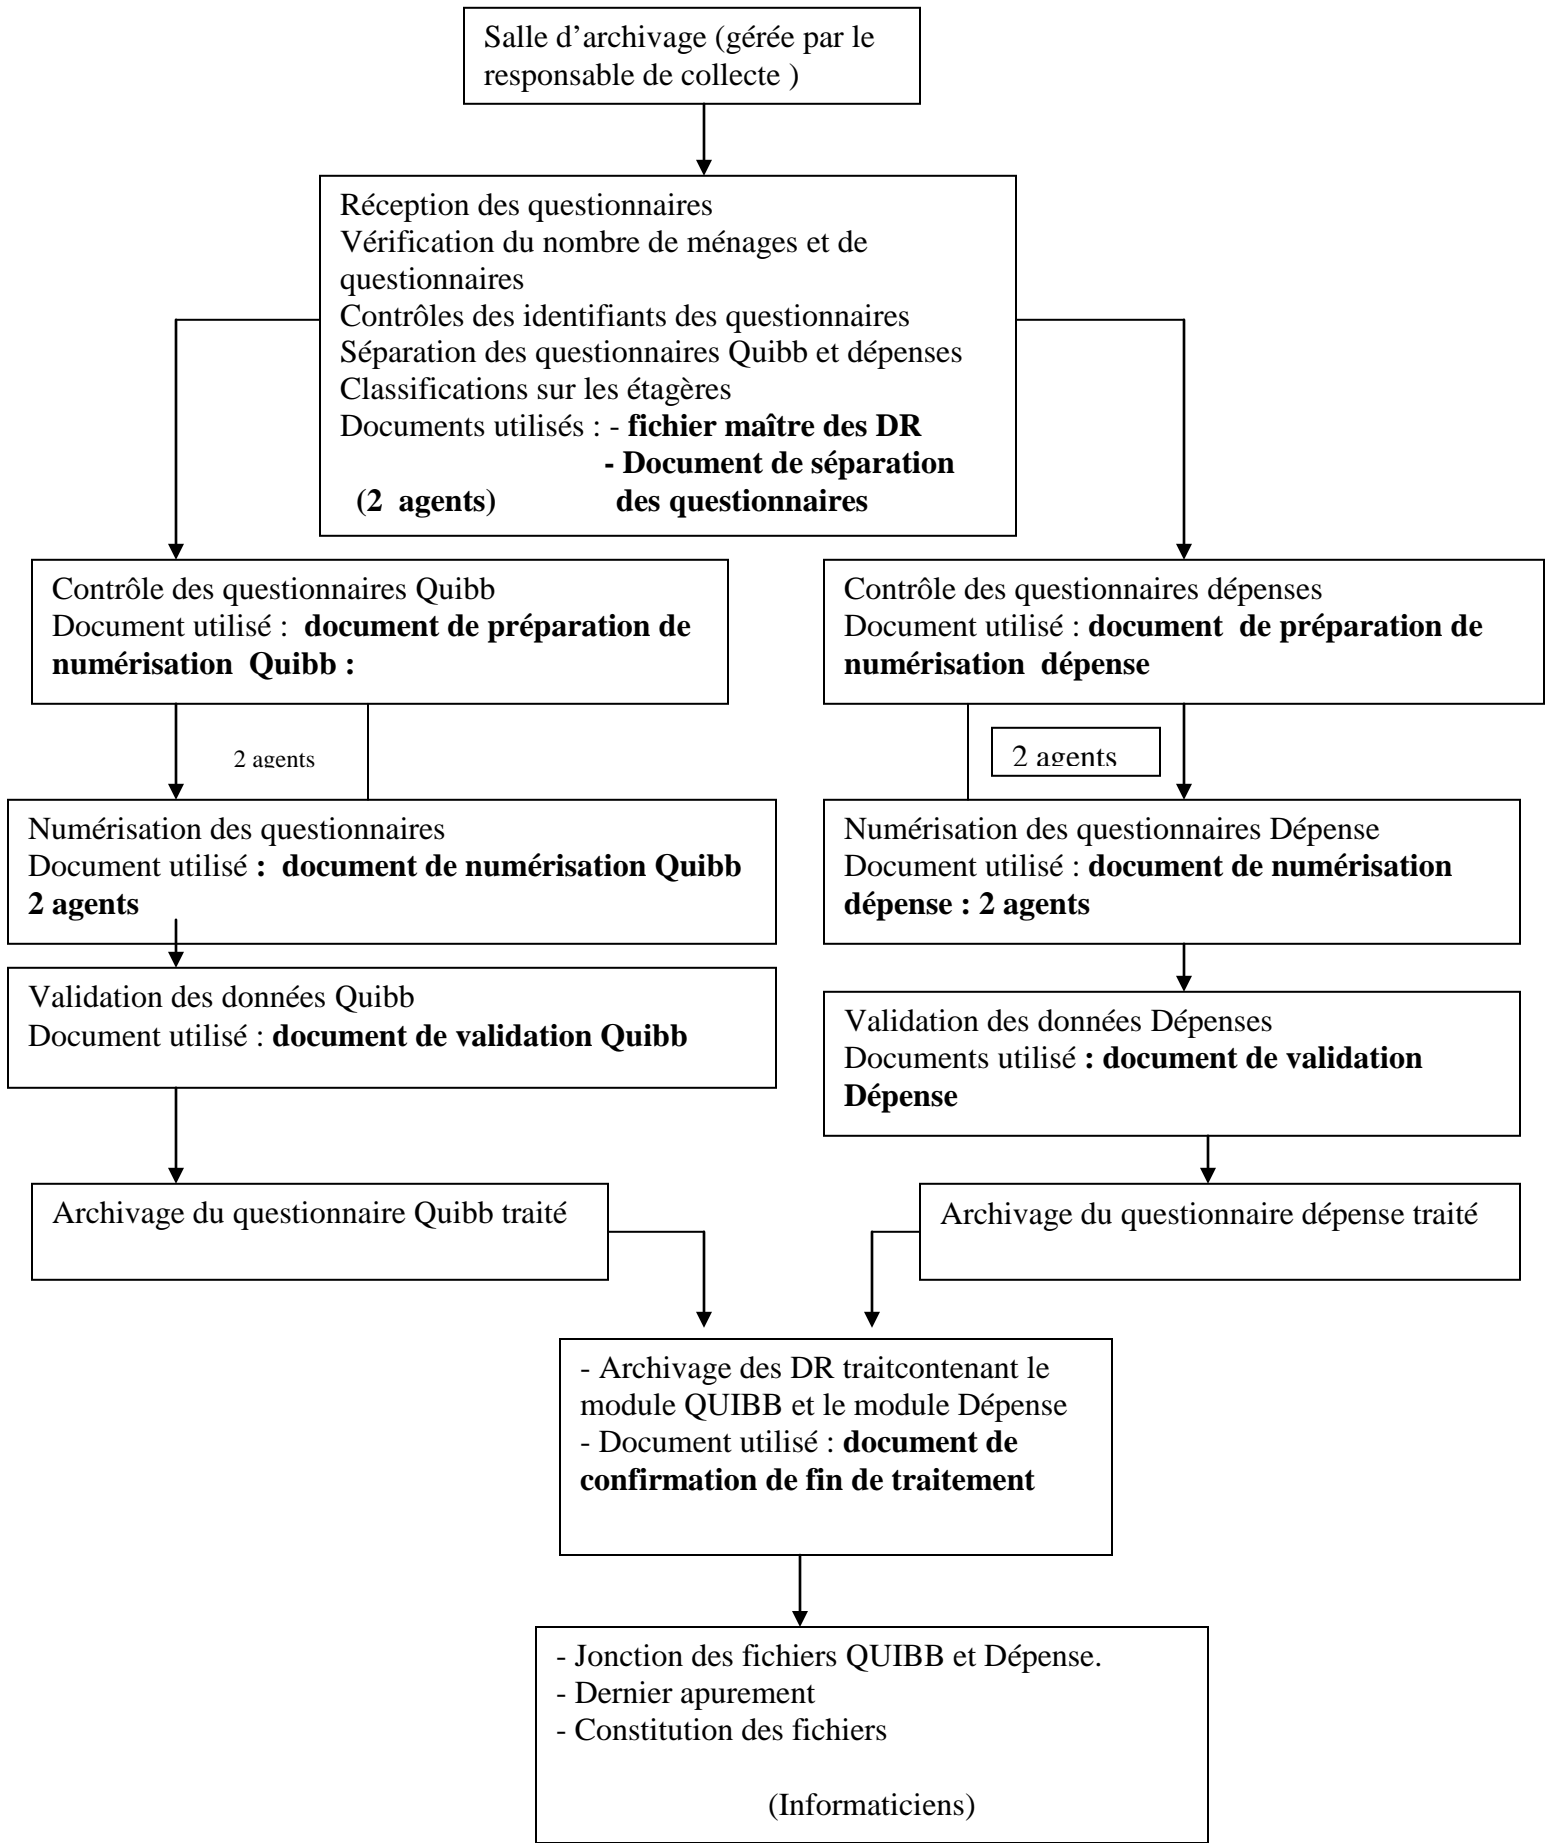 Salle d’archivage (gérée par le
responsable de collecte )
Réception des questionnaires
Vérification du nombre de ménages et de
questionnaires
Contrôles des identifiants des questionnaires
Séparation des questionnaires Quibb et dépenses
Classifications sur les étagères
Documents utilisés : - fichier maître des DR
- Document de séparation
(2 agents) des questionnaires
Contrôle des questionnaires Quibb
Document utilisé : document de préparation de
numérisation Quibb :
Contrôle des questionnaires dépenses
Document utilisé : document de préparation de
numérisation dépense
2 agents
2 agents
Numérisation des questionnaires
Document utilisé : document de numérisation Quibb
2 agents
Numérisation des questionnaires Dépense
Document utilisé : document de numérisation
dépense : 2 agents
Validation des données Quibb
Document utilisé : document de validation Quibb
Validation des données Dépenses
Documents utilisé : document de validation
Dépense
Archivage du questionnaire Quibb traité
Archivage du questionnaire dépense traité
- Archivage des DR traitcontenant le
module QUIBB et le module Dépense
- Document utilisé : document de
confirmation de fin de traitement
- Jonction des fichiers QUIBB et Dépense.
- Dernier apurement
- Constitution des fichiers
(Informaticiens)